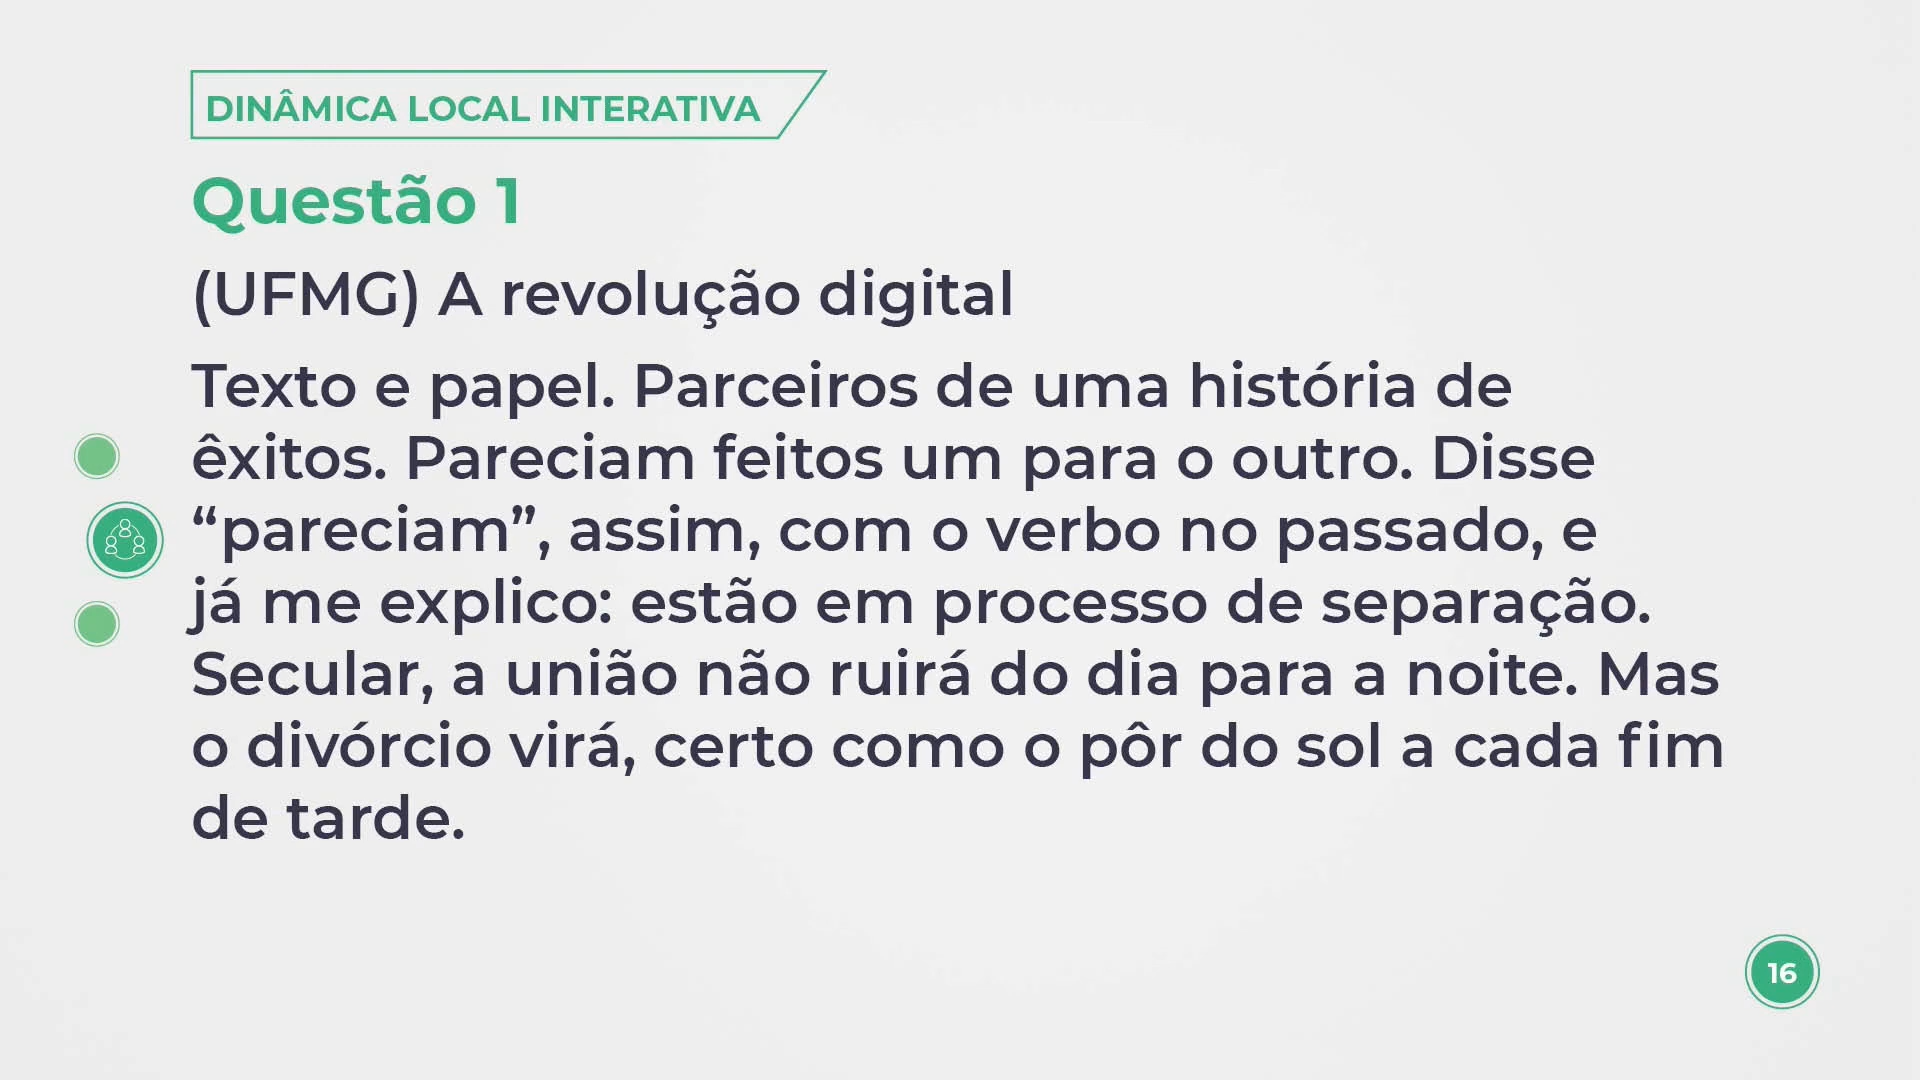 DINÂMICA LOCAL INTERATIVA
Questão 1
(UFMG) A revolução digital
Texto e papel. Parceiros de uma história de
êxitos. Pareciam feitos um para o outro. Disse
“pareciam”, assim, com o verbo no passado, e
já me explico: estão em processo de separação.
Secular, a união não ruirá do dia para a noite. Mas
o divórcio virá, certo como o pôr do sol a cada fim
de tarde.
16